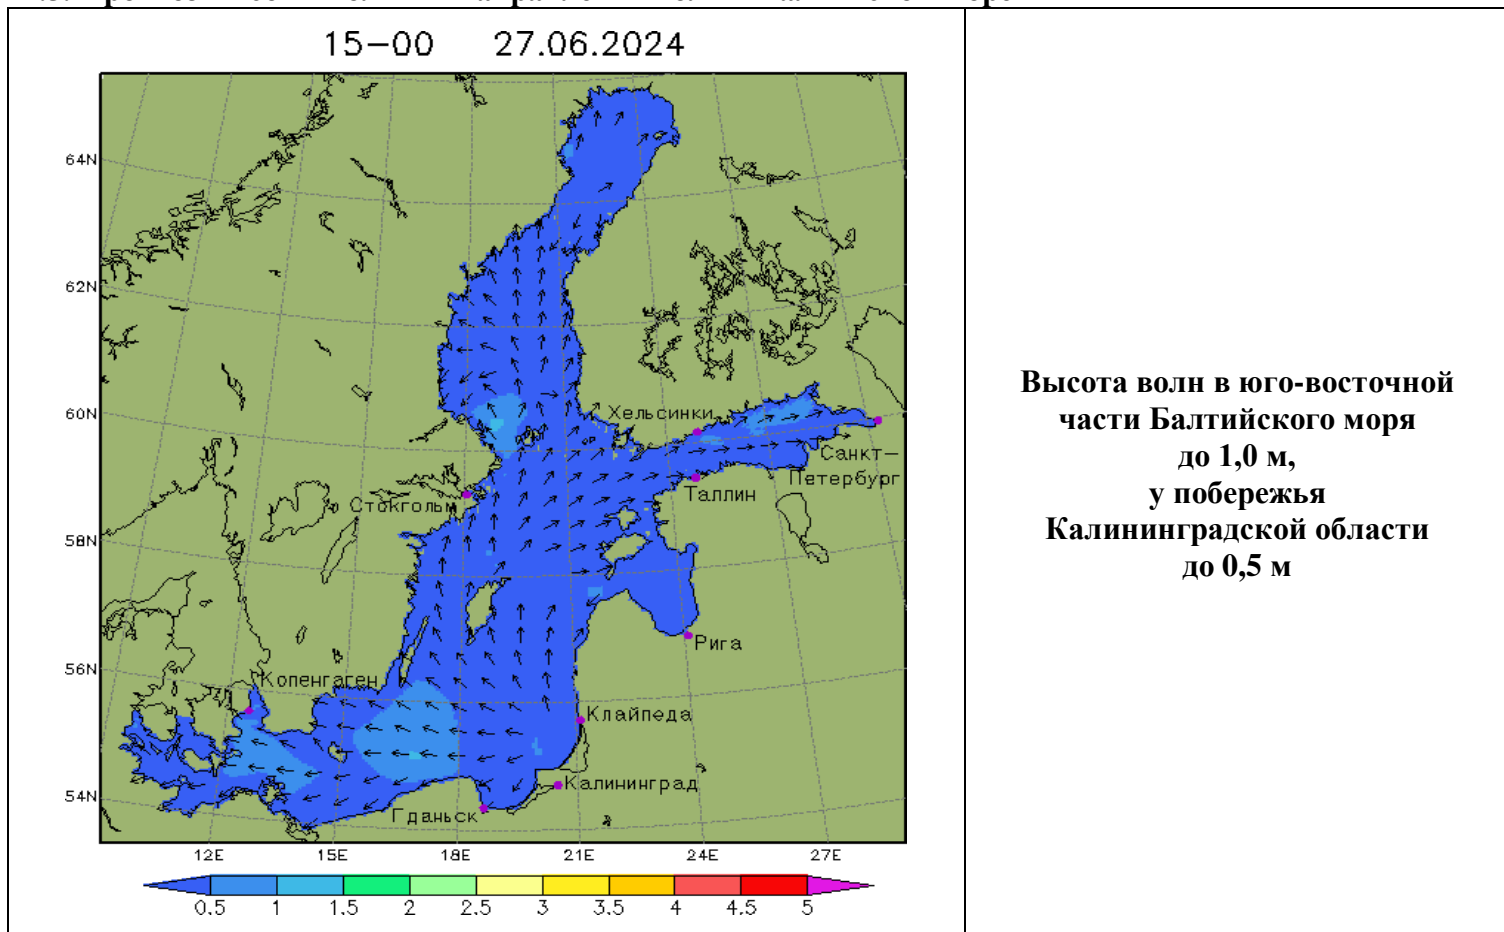 15-00 27.06.2024
64N
62N
60N
58N
56N
54N
Хельсинки
Санкт-
Петербург
Таллин
Стокгольм
Рига
Копенгаген
Клайпеда
Калининград
Гданьск
12E 15E 18E 21E 24E 27E
0.5 1 1.5 2 2.5 3 3.5 4 4.5 5
Высота волн в юго-восточной
части Балтийского моря
до 1,0 м,
у побережья
Калининградской области
до 0,5 м